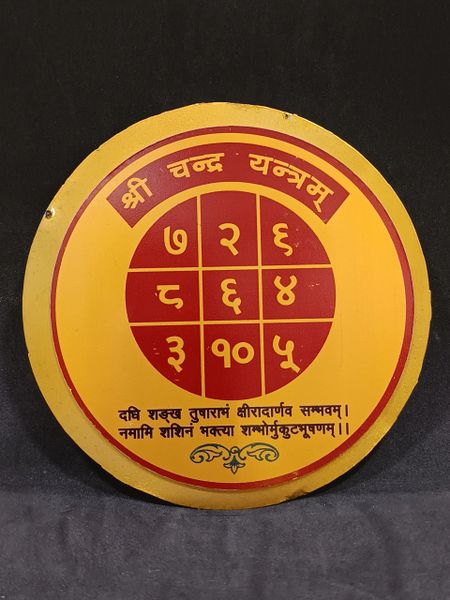 श्री चन्द्र यन्त्रम्
७ २ ९
८ ६ ४
३ १० ५
दधि शङ्ख तुषाराभं क्षीरादार्णव सम्भवम्।
नमामि शशिनं भक्त्या शम्भोर्मुकुटभूषणम्।।